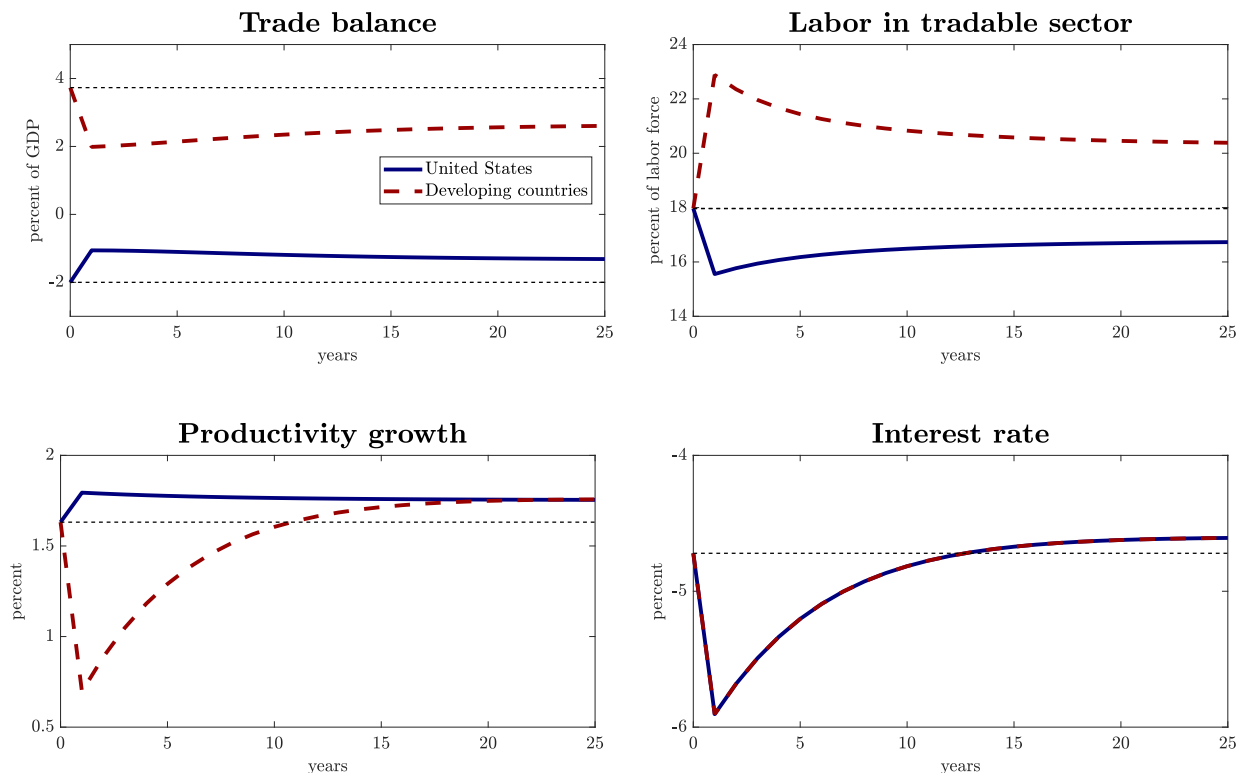 Trade balance
percent of GDP
4
2
0
-2
0 5 10 15 20 25
years
United States
Developing countries
Labor in tradable sector
percent of labor force
24
22
20
18
16
14
0 5 10 15 20 25
years
Productivity growth
percent
2
1.5
1
0.5
0 5 10 15 20 25
years
Interest rate
percent
-4
-5
-6
0 5 10 15 20 25
years